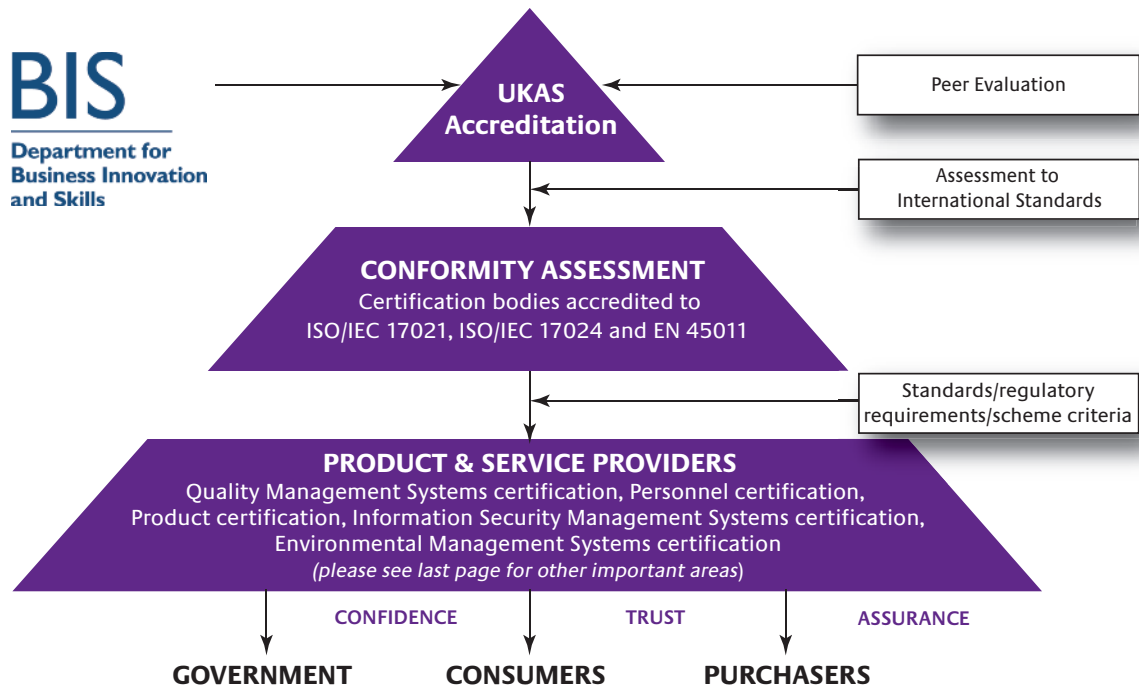 BIS
Department for
Business Innovation
and Skills
UKAS
Accreditation
Peer Evaluation
Assessment to
International Standards
CONFORMITY ASSESSMENT
Certification bodies accredited to
ISO/IEC 17021, ISO/IEC 17024 and EN 45011
Standards/regulatory
requirements/scheme criteria
PRODUCT & SERVICE PROVIDERS
Quality Management Systems certification, Personnel certification,
Product certification, Information Security Management Systems certification,
Environmental Management Systems certification
(please see last page for other important areas)
CONFIDENCE
TRUST
ASSURANCE
GOVERNMENT
CONSUMERS
PURCHASERS